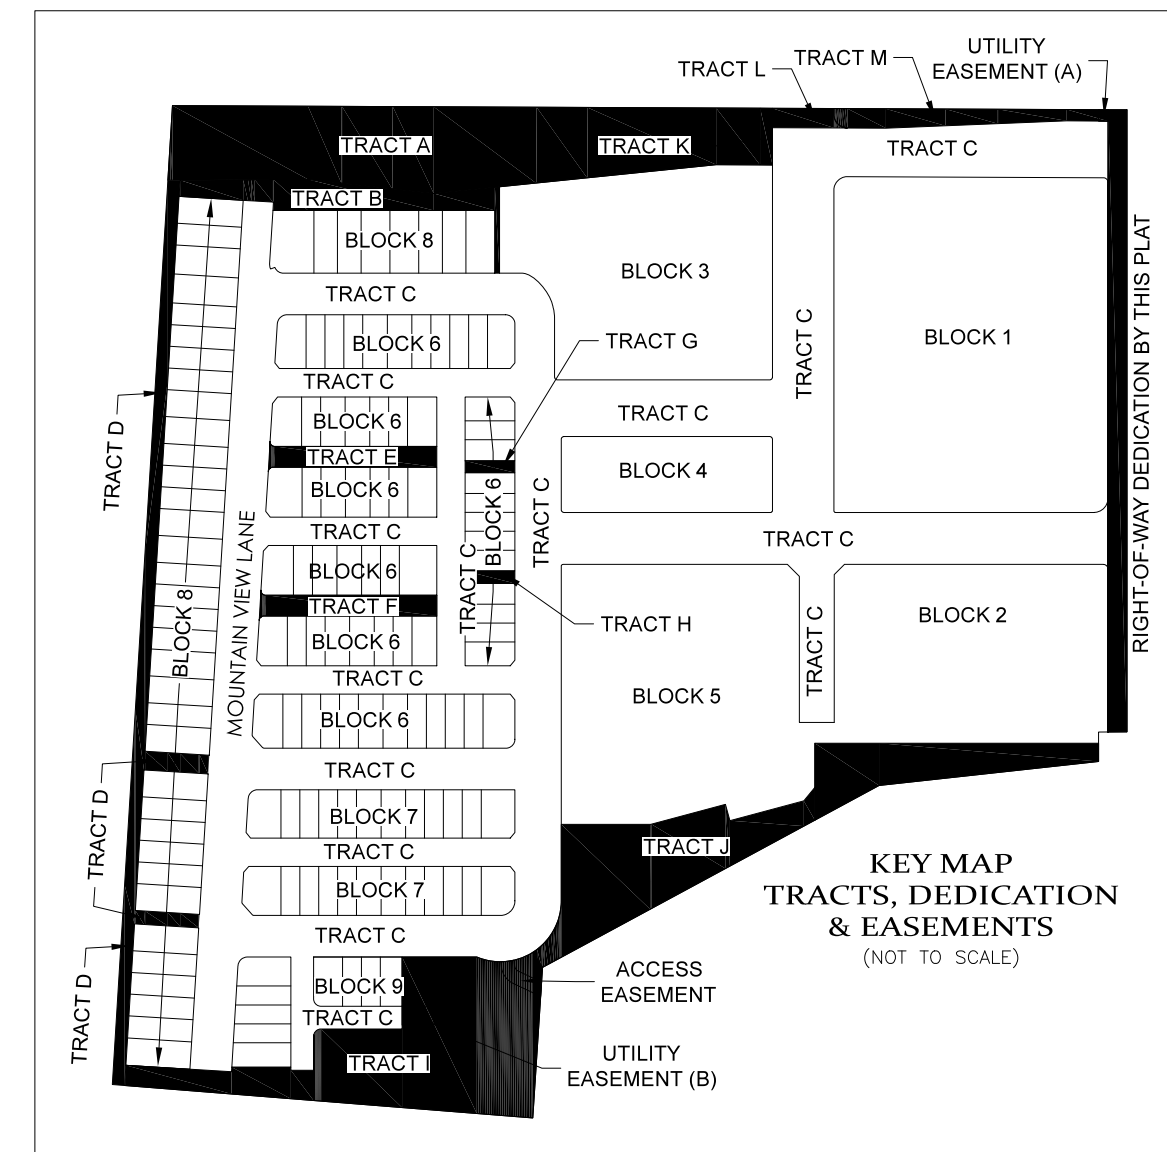 UTILITY
EASEMENT (A)
TRACT M
TRACT L
TRACT A
TRACT K
TRACT C
TRACT B
BLOCK 8
BLOCK 3
TRACT C
BLOCK 6
TRACT G
TRACT C
BLOCK 1
RIGHT-OF-WAY DEDICATION BY THIS PLAT
TRACT C
TRACT D
BLOCK 6
TRACT C
TRACT E
BLOCK 6
BLOCK 6
TRACT C
BLOCK 4
TRACT C
TRACT C
TRACT C
BLOCK 6
TRACT F
BLOCK 6
TRACT H
BLOCK 2
TRACT C
BLOCK 8
MOUNTAIN VIEW LANE
TRACT C
BLOCK 5
BLOCK 6
TRACT C
TRACT D
BLOCK 7
TRACT C
TRACT J
BLOCK 7
KEY MAP
TRACTS, DEDICATION
& EASEMENTS
(NOT TO SCALE)
TRACT C
TRACT D
BLOCK 9
TRACT C
ACCESS
EASEMENT
TRACT I
UTILITY
EASEMENT (B)